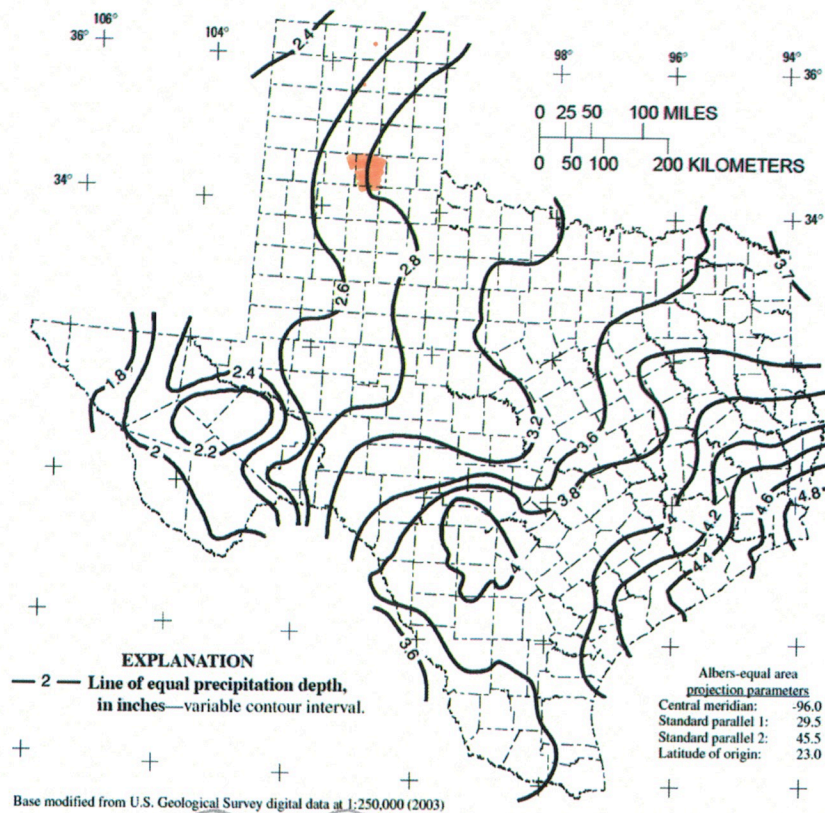 106°
36°
104°
2.4
98°
96°
94°
36°
0 25 50 100 MILES
0 50 100 200 KILOMETERS
34°
34°
2.8
2.6
3.7
1.8
2.4
2.2
2
3.2
3.6
3.8
4
4.2
4.4
4.6
4.8
4
3.6
EXPLANATION
2 Line of equal precipitation depth,
in inches—variable contour interval.
Albers-equal area
projection parameters
Central meridian: -96.0
Standard parallel 1: 29.5
Standard parallel 2: 45.5
Latitude of origin: 23.0
Base modified from U.S. Geological Survey digital data at 1:250,000 (2003)